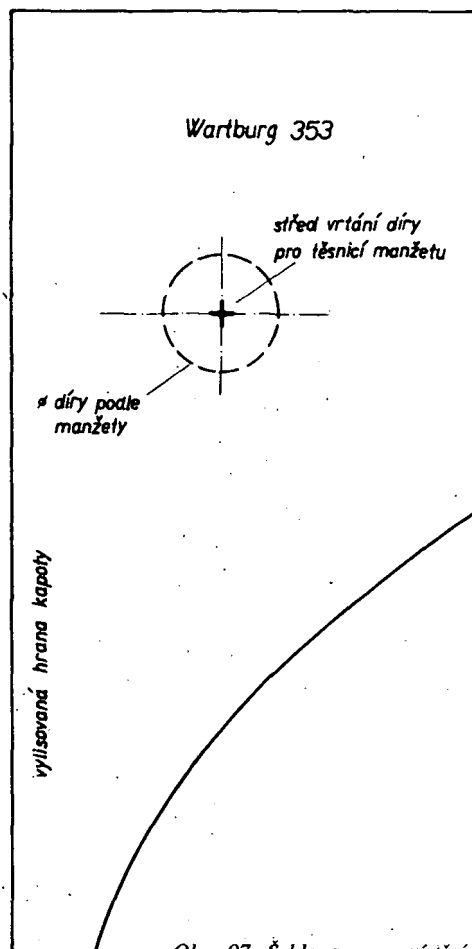 Wartburg 353
střed vrtání díry
pro těsnicí manžetu
ø díry podle
manžety
vylisovaná hrana kapoty